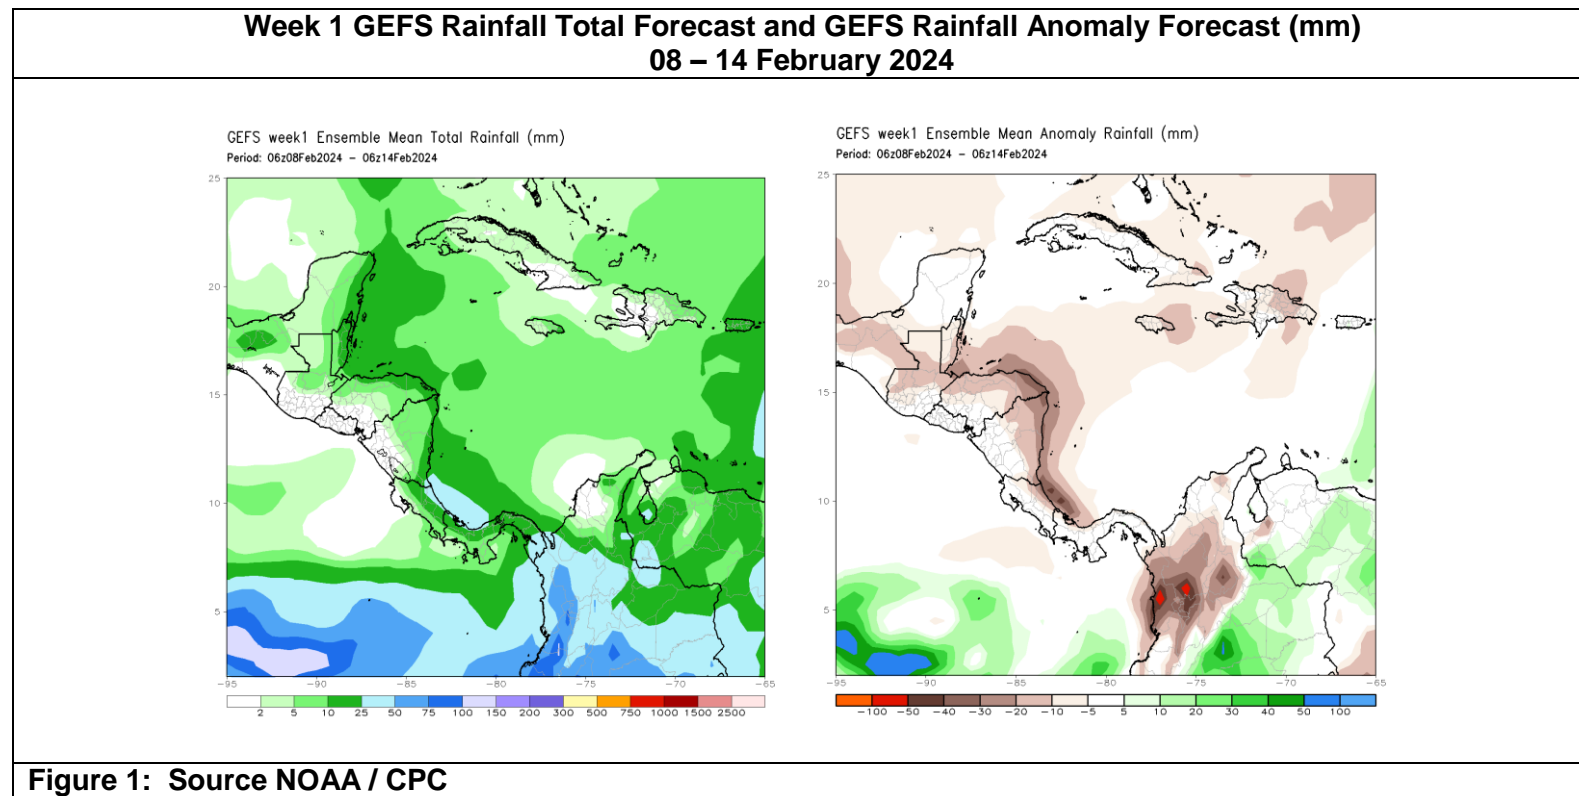 Week 1 GEFS Rainfall Total Forecast and GEFS Rainfall Anomaly Forecast (mm)
08 – 14 February 2024
GEFS week1 Ensemble Mean Total Rainfall (mm)
Period: 06z08Feb2024 – 06z14Feb2024
25
20
15
10
5
-95 -90 -85 -80 -75 -70 -65
2 5 10 25 50 75 100 150 200 300 500 750 1000 1500 2500
GEFS week1 Ensemble Mean Anomaly Rainfall (mm)
Period: 06z08Feb2024 – 06z14Feb2024
25
20
15
10
5
-95 -90 -85 -80 -75 -70 -65
-100 -50 -40 -30 -20 -10 -5 5 10 20 30 40 50 100
Figure 1: Source NOAA / CPC